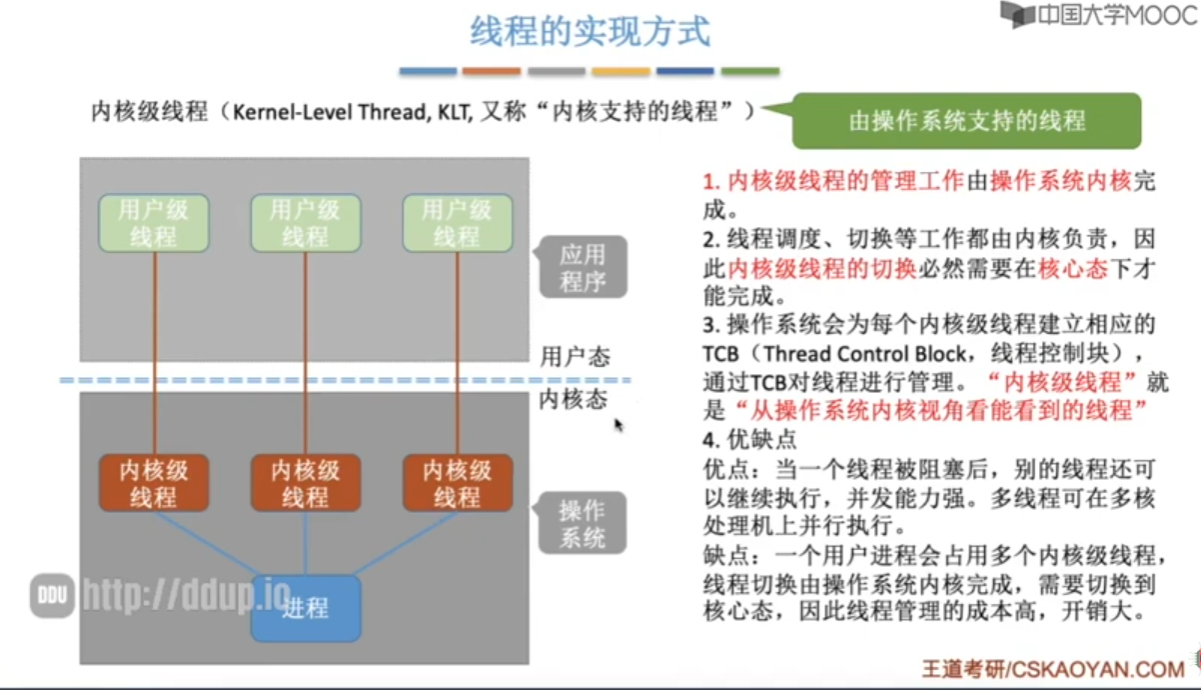 中国大学MOOC
线程的实现方式
内核级线程（Kernel-Level Thread, KLT, 又称“内核支持的线程”）
由操作系统支持的线程
用户级
线程
用户级
线程
用户级
线程
应用
程序
用户态
内核态
内核级
线程
内核级
线程
内核级
线程
操作
系统
进程
DDU http://ddup.io
1. 内核级线程的管理工作由操作系统内核完
成。
2. 线程调度、切换等工作都由内核负责，因
此内核级线程的切换必然需要在核心态下才
能完成。
3. 操作系统会为每个内核级线程建立相应的
TCB（Thread Control Block，线程控制块），
通过TCB对线程进行管理。“内核级线程”就
是“从操作系统内核视角看能看到的线程”
4. 优缺点
优点：当一个线程被阻塞后，别的线程还可
以继续执行，并发能力强。多线程可在多核
处理机上并行执行。
缺点：一个用户进程会占用多个内核级线程，
线程切换由操作系统内核完成，需要切换到
核心态，因此线程管理的成本高，开销大。
王道考研/CSKAOYAN.COM